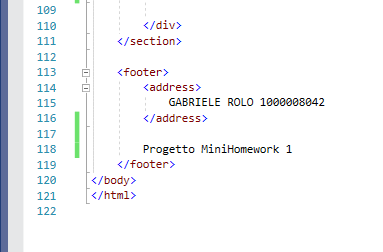 109
110 </div>
111 </section>
112
113 <footer>
114 <address>
115 GABRIELE ROLO 1000008042
116 </address>
117
118 Progetto MiniHomework 1
119 </footer>
120 </body>
121 </html>
122